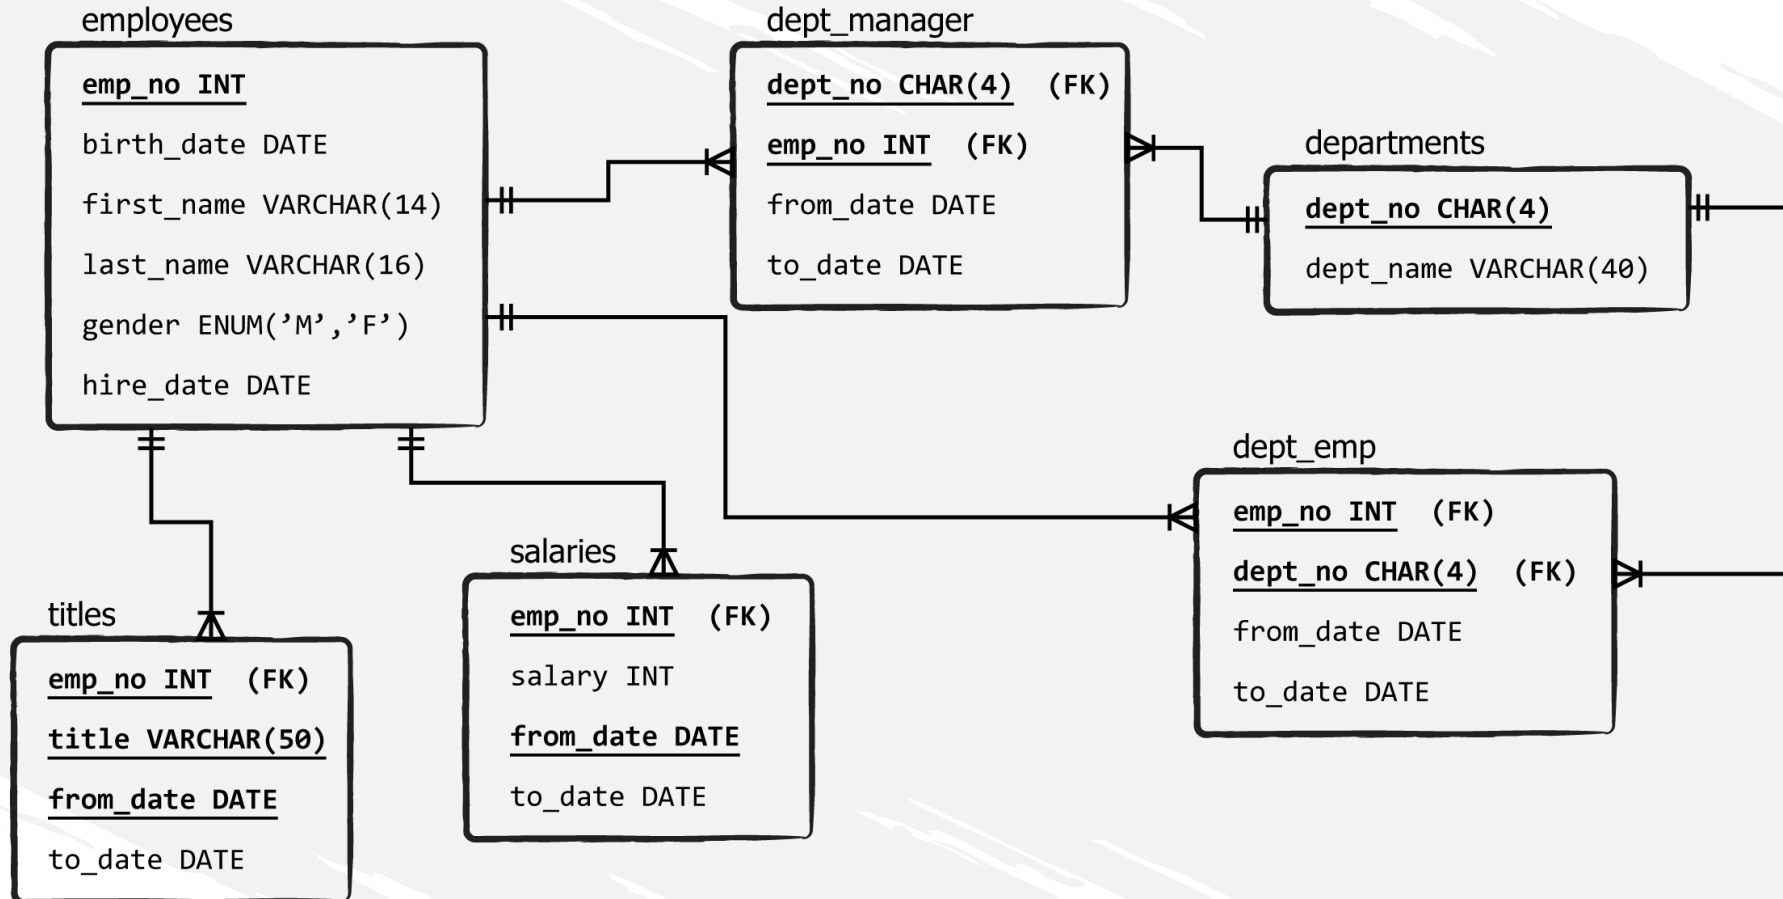 employees
emp_no INT
birth_date DATE
first_name VARCHAR(14)
last_name VARCHAR(16)
gender ENUM(’M’,’F’)
hire_date DATE
dept_manager
dept_no CHAR(4) (FK)
emp_no INT (FK)
from_date DATE
to_date DATE
departments
dept_no CHAR(4)
dept_name VARCHAR(40)
dept_emp
emp_no INT (FK)
dept_no CHAR(4) (FK)
from_date DATE
to_date DATE
salaries
emp_no INT (FK)
salary INT
from_date DATE
to_date DATE
titles
emp_no INT (FK)
title VARCHAR(50)
from_date DATE
to_date DATE